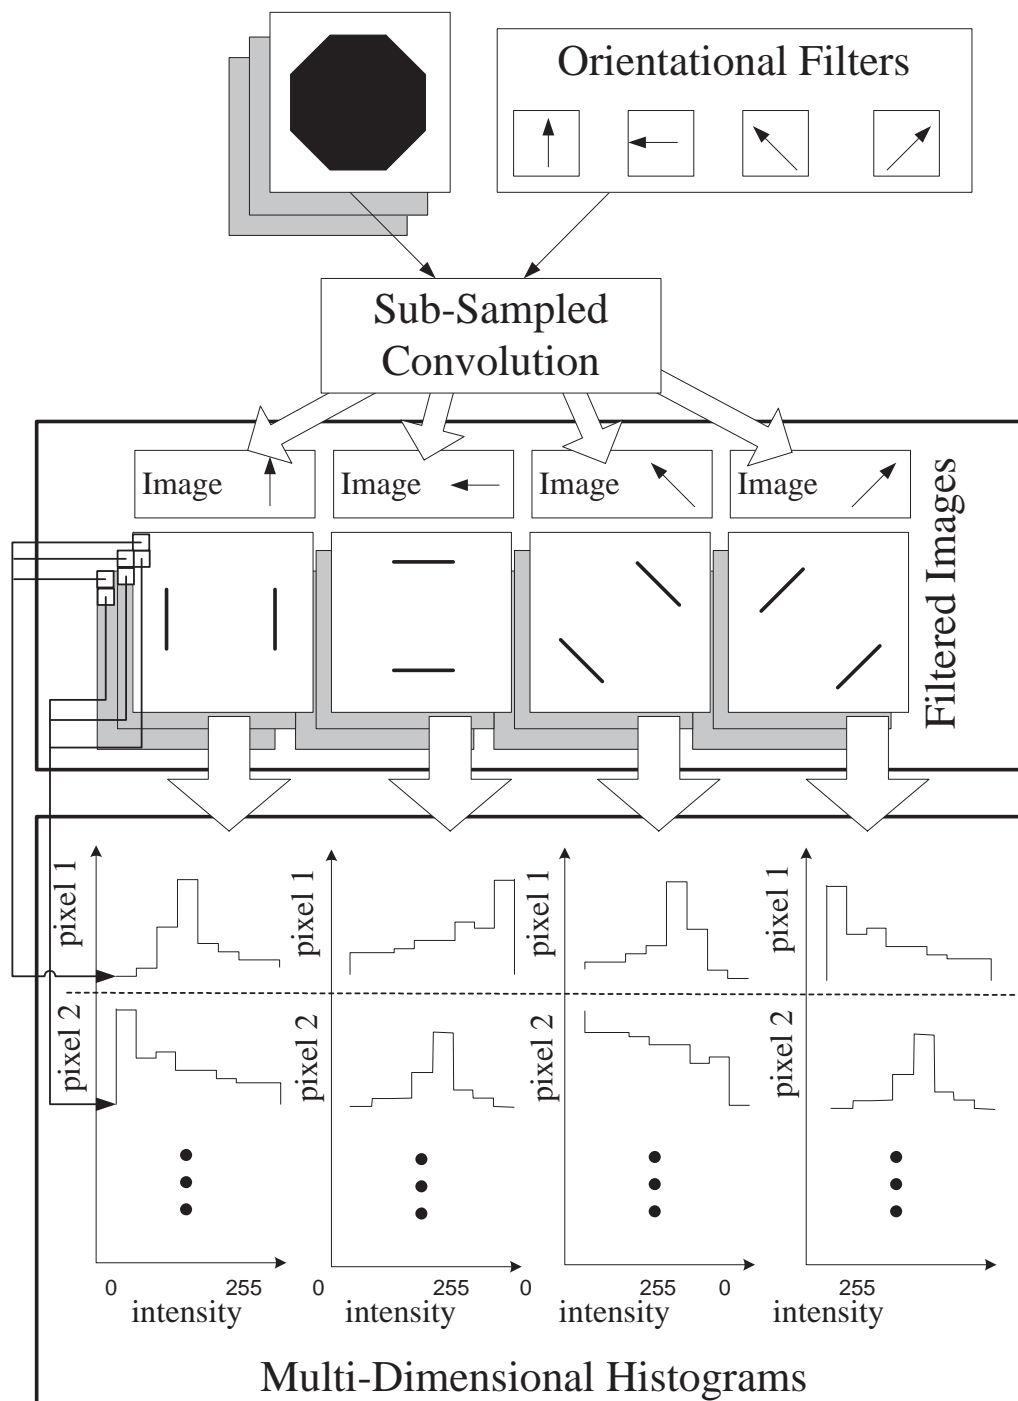 Orientational Filters
Sub-Sampled
Convolution
Image
Image
Image
Image
Filtered Images
pixel 1
pixel 1
pixel 1
pixel 1
pixel 2
pixel 2
pixel 2
pixel 2
0 255 0 255 0 255 0 255
intensity intensity intensity intensity
Multi-Dimensional Histograms